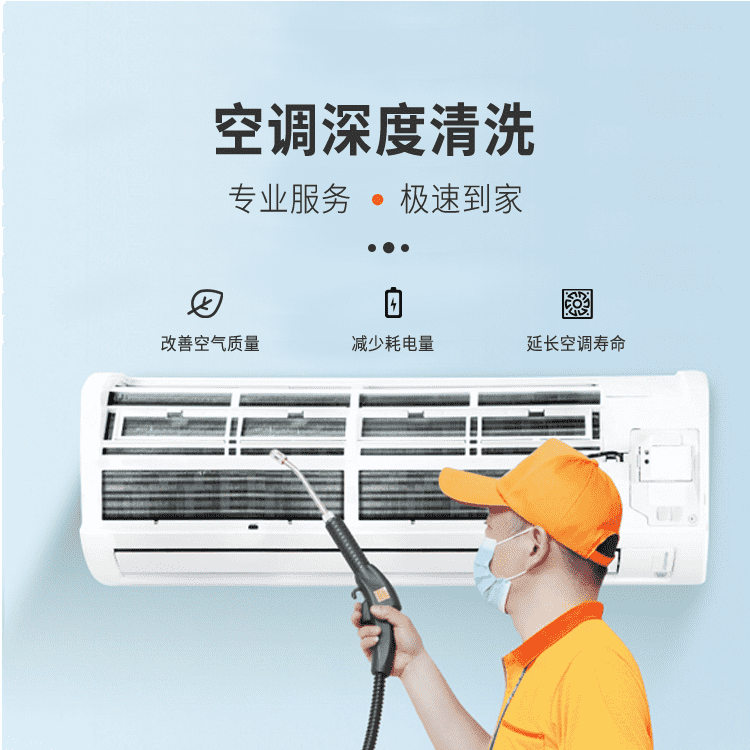 空调深度清洗
专业服务 • 极速到家
改善空气质量
减少耗电量
延长空调寿命